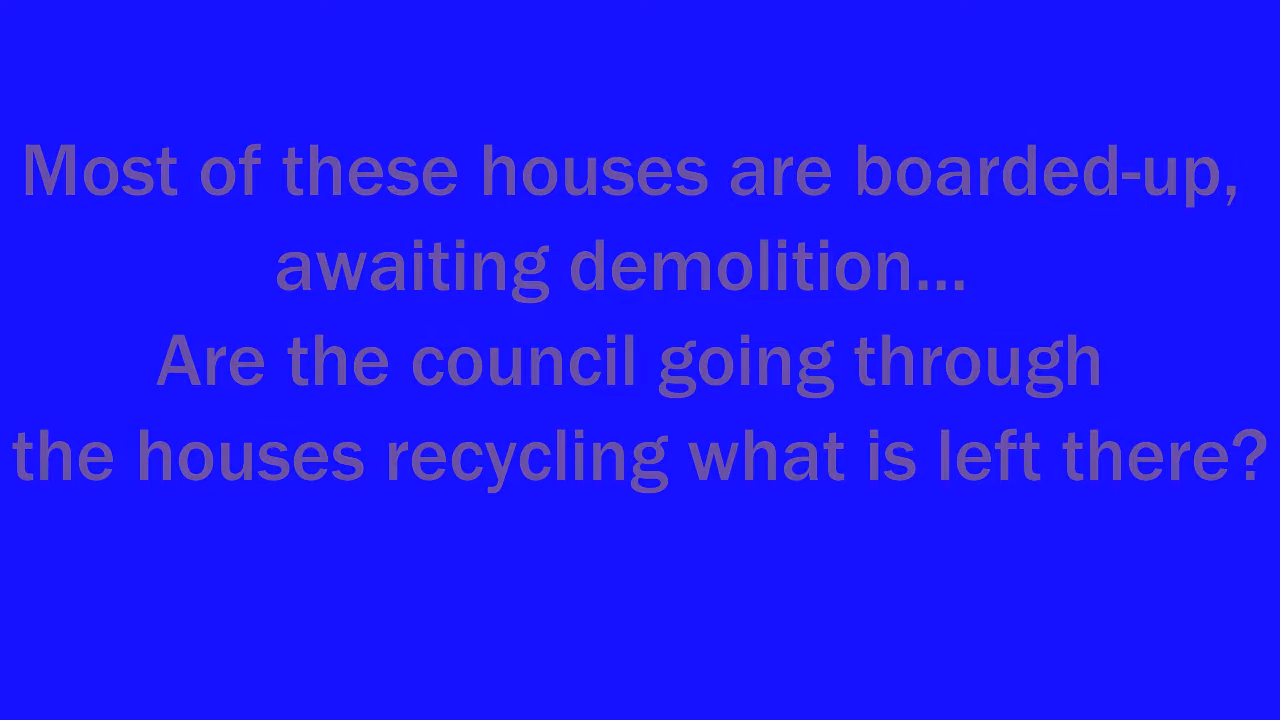 Most of these houses are boarded-up,
awaiting demolition...
Are the council going through
the houses recycling what is left there?